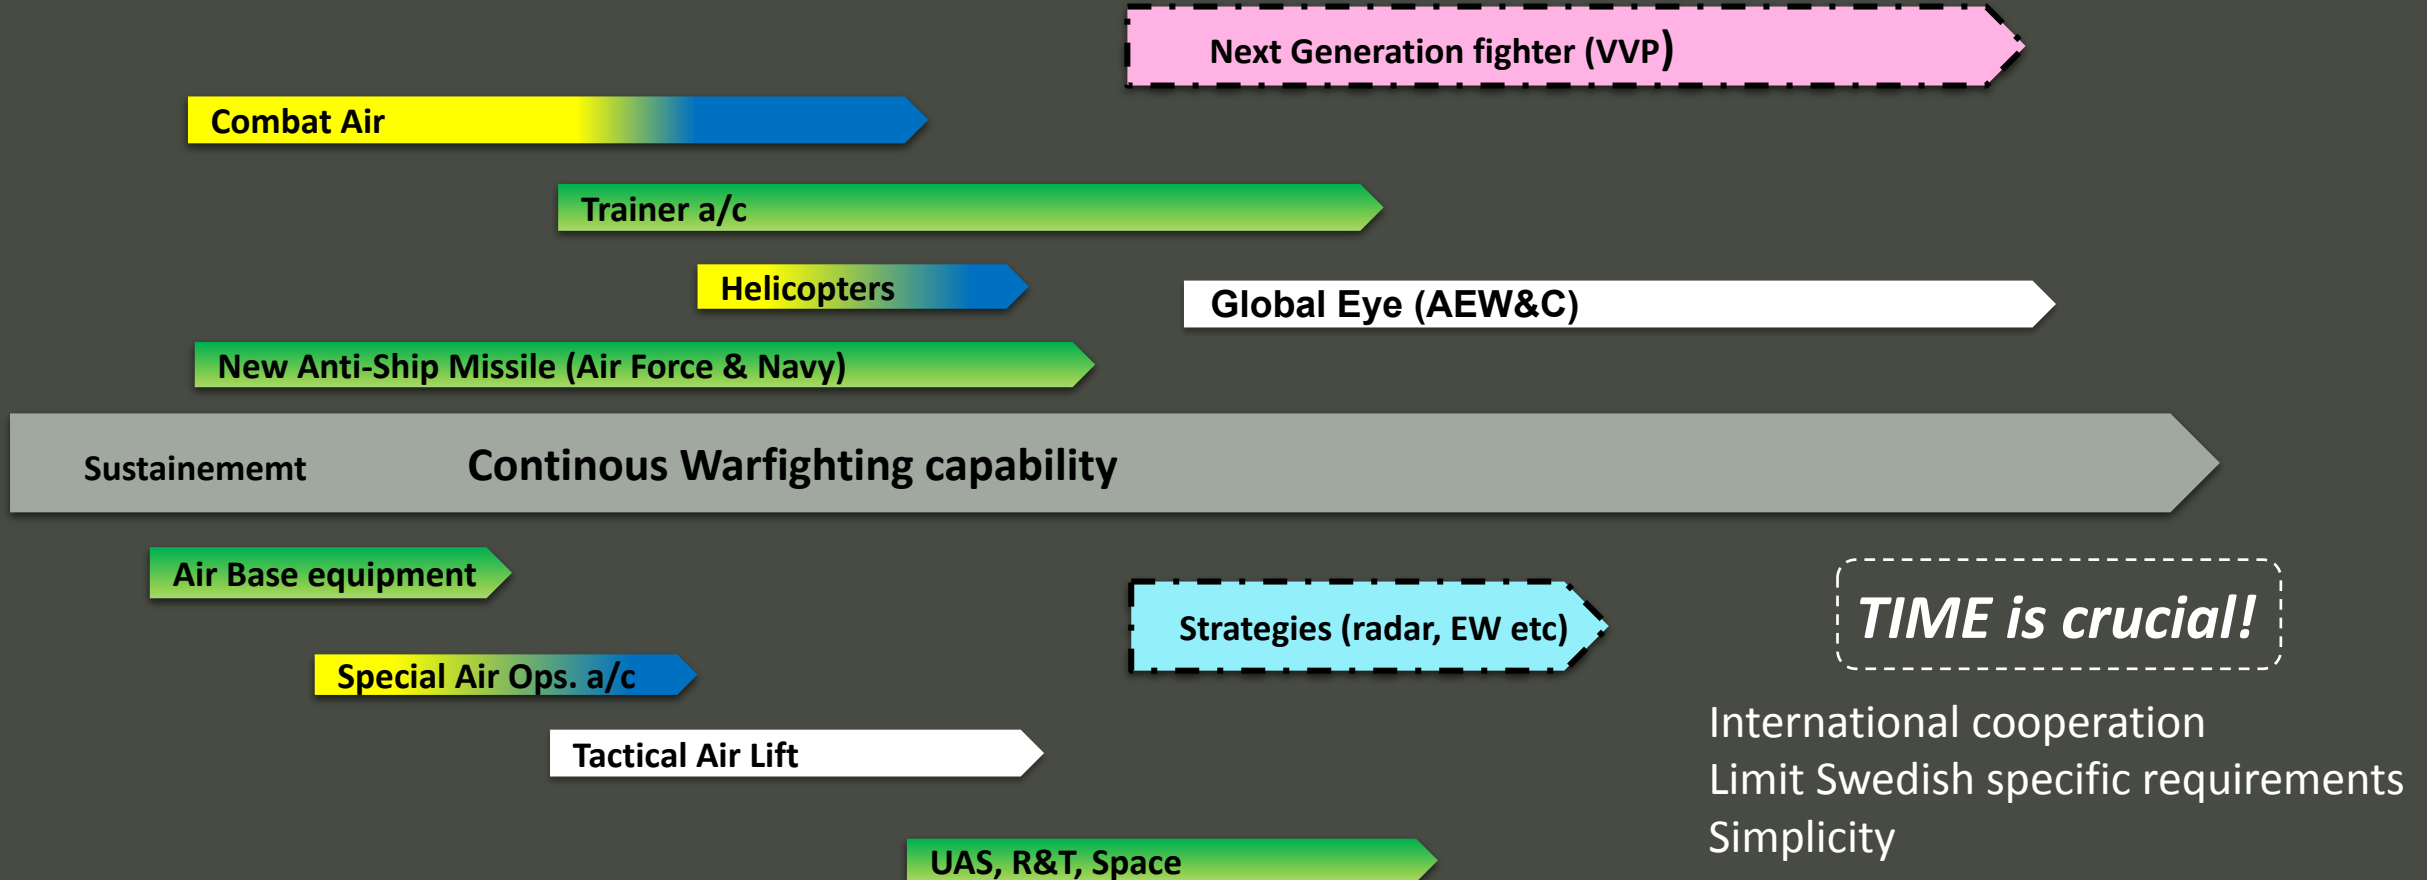 Next Generation fighter (VVP)
Combat Air
Trainer a/c
Helicopters
Global Eye (AEW&C)
New Anti-Ship Missile (Air Force & Navy)
Sustainememt
Continous Warfighting capability
Air Base equipment
Strategies (radar, EW etc)
TIME is crucial!
Special Air Ops. a/c
Tactical Air Lift
International cooperation
Limit Swedish specific requirements
Simplicity
UAS, R&T, Space